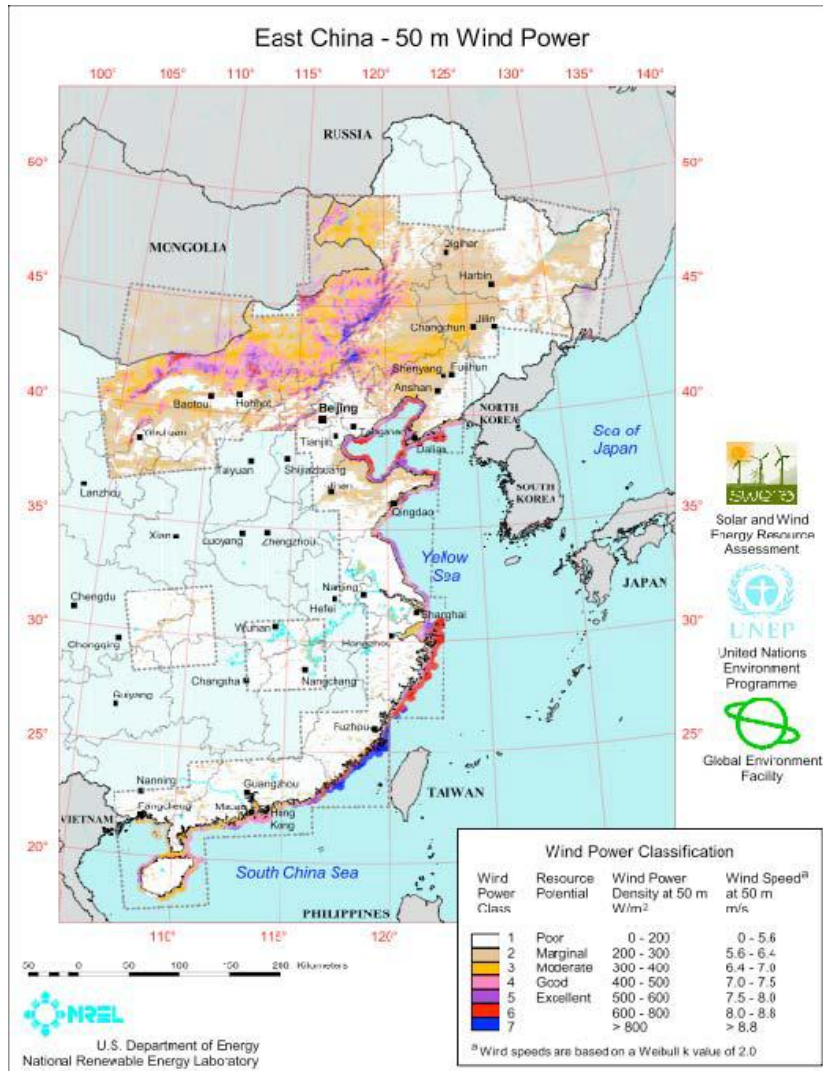 East China - 50 m Wind Power
100° 105° 110° 115° 120° 125° 130° 135° 140°
RUSSIA
50° 50°
MONGOLIA
Qiqihar
45° Harbin 45°
Changchun Jilin
Shenyang Fushun
Anshan
40° 40°
Baotou Hohhot Beijing
NORTH
KOREA
Sea of
Japan
Yinchuan Tianjin Tangshan Dalian
Taiyuan Shijiazhuang
SOUTH
KOREA
Lanzhou Jinan
35° Qingdao 35°
Xian Luoyang Zhengzhou
Yellow
Sea
JAPAN
Nanjing
Hefei
Chengdu Shanghai
30° Wuhan Hangzhou 30°
Chongqing
Changsha Nanchang
Guiyang
25° Fuzhou 25°
TAIWAN
Nanning Guangzhou
Fangcheng Macau Hong
Kong
VIETNAM
20° 20°
South China Sea
PHILIPPINES
110° 115° 120°
50 0 50 100 150 200 Kilometers
swera
Solar and Wind
Energy Resource
Assessment
UNEP
United Nations
Environment
Programme
Global Environment
Facility
Wind Power Classification
Wind Power Class Resource Potential Wind Power Density at 50 m W/m² Wind Speed a at 50 m m/s
1 Poor 0 - 200 0 - 5.6
2 Marginal 200 - 300 5.6 - 6.4
3 Moderate 300 - 400 6.4 - 7.0
4 Good 400 - 500 7.0 - 7.5
5 Excellent 500 - 600 7.5 - 8.0
6 600 - 800 8.0 - 8.8
7 > 800 > 8.8
a Wind speeds are based on a Weibull k value of 2.0
NREL
U.S. Department of Energy
National Renewable Energy Laboratory